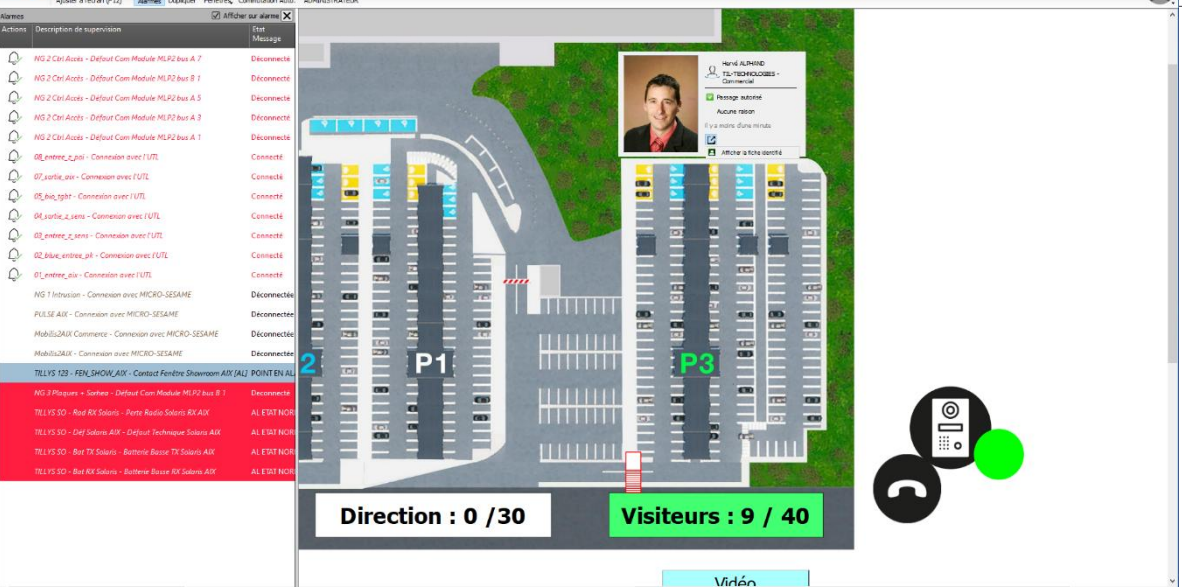 Ajuster à l'écran (F12) Alarmes Dupliquer Fenêtres Commutation Auto. ADMINISTRATEUR
Alarmes Afficher sur alarme
Actions Description de supervision Etat
Message
NG 2 Ctrl Accès - Défaut Com Module MLP2 bus A 7 Déconnecté
NG 2 Ctrl Accès - Défaut Com Module MLP2 bus B 1 Déconnecté
NG 2 Ctrl Accès - Défaut Com Module MLP2 bus A 5 Déconnecté
NG 2 Ctrl Accès - Défaut Com Module MLP2 bus A 3 Déconnecté
NG 2 Ctrl Accès - Défaut Com Module MLP2 bus A 1 Déconnecté
08_entree_z_poi - Connexion avec l'UTL Connecté
07_sortie_aix - Connexion avec l'UTL Connecté
05_bio_tgbt - Connexion avec l'UTL Connecté
04_sortie_z_sens - Connexion avec l'UTL Connecté
03_entree_z_sens - Connexion avec l'UTL Connecté
02_blue_entree_pk - Connexion avec l'UTL Connecté
01_entree_aix - Connexion avec l'UTL Connecté
NG 1 Intrusion - Connexion avec MICRO-SESAME Déconnectée
PULSE AIX - Connexion avec MICRO-SESAME Déconnectée
Mobilis2AIX Commerce - Connexion avec MICRO-SESAME Déconnectée
Mobilis2AIX - Connexion avec MICRO-SESAME Déconnectée
TILLYS 123 - FEN_SHOW_AIX - Contact Fenêtre Showroom AIX [AL] POINT EN AL
NG 3 Plaques + Sorhea - Défaut Com Module MLP2 bus B 1 Déconnecté
TILLYS SO - Rad RX Solaris - Perte Radio Solaris RX AIX AL ETAT NOR
TILLYS SO - Déf Solaris AIX - Défaut Technique Solaris AIX AL ETAT NOR
TILLYS SO - Bat TX Solaris - Batterie Basse TX Solaris AIX AL ETAT NOR
TILLYS SO - Bat RX Solaris - Batterie Basse RX Solaris AIX AL ETAT NOR
Hervé ALPHAND
TIL-TECHNOLOGIES -
Commercial
Passage autorisé
Aucune raison
Il y a moins d'une minute
Afficher la fiche identifié
2
P1
P3
Direction : 0 /30
Visiteurs : 9 / 40
Vidéo